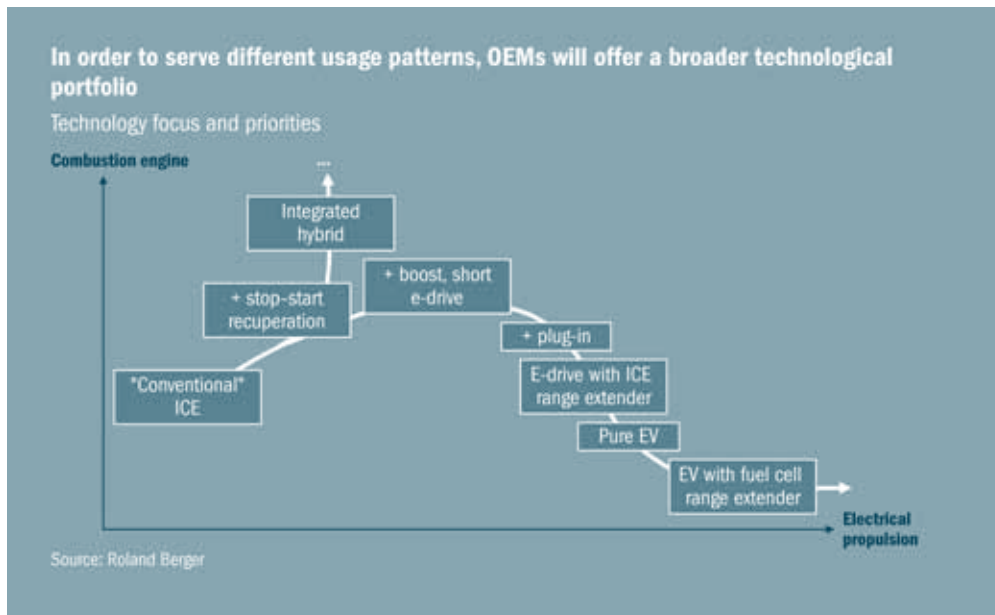 In order to serve different usage patterns, OEMs will offer a broader technological
portfolio
Technology focus and priorities
Combustion engine
...
Integrated
hybrid
+ boost, short
e-drive
+ stop-start
recuperation
+ plug-in
"Conventional"
ICE
E-drive with ICE
range extender
Pure EV
EV with fuel cell
range extender
Electrical
propulsion
Source: Roland Berger